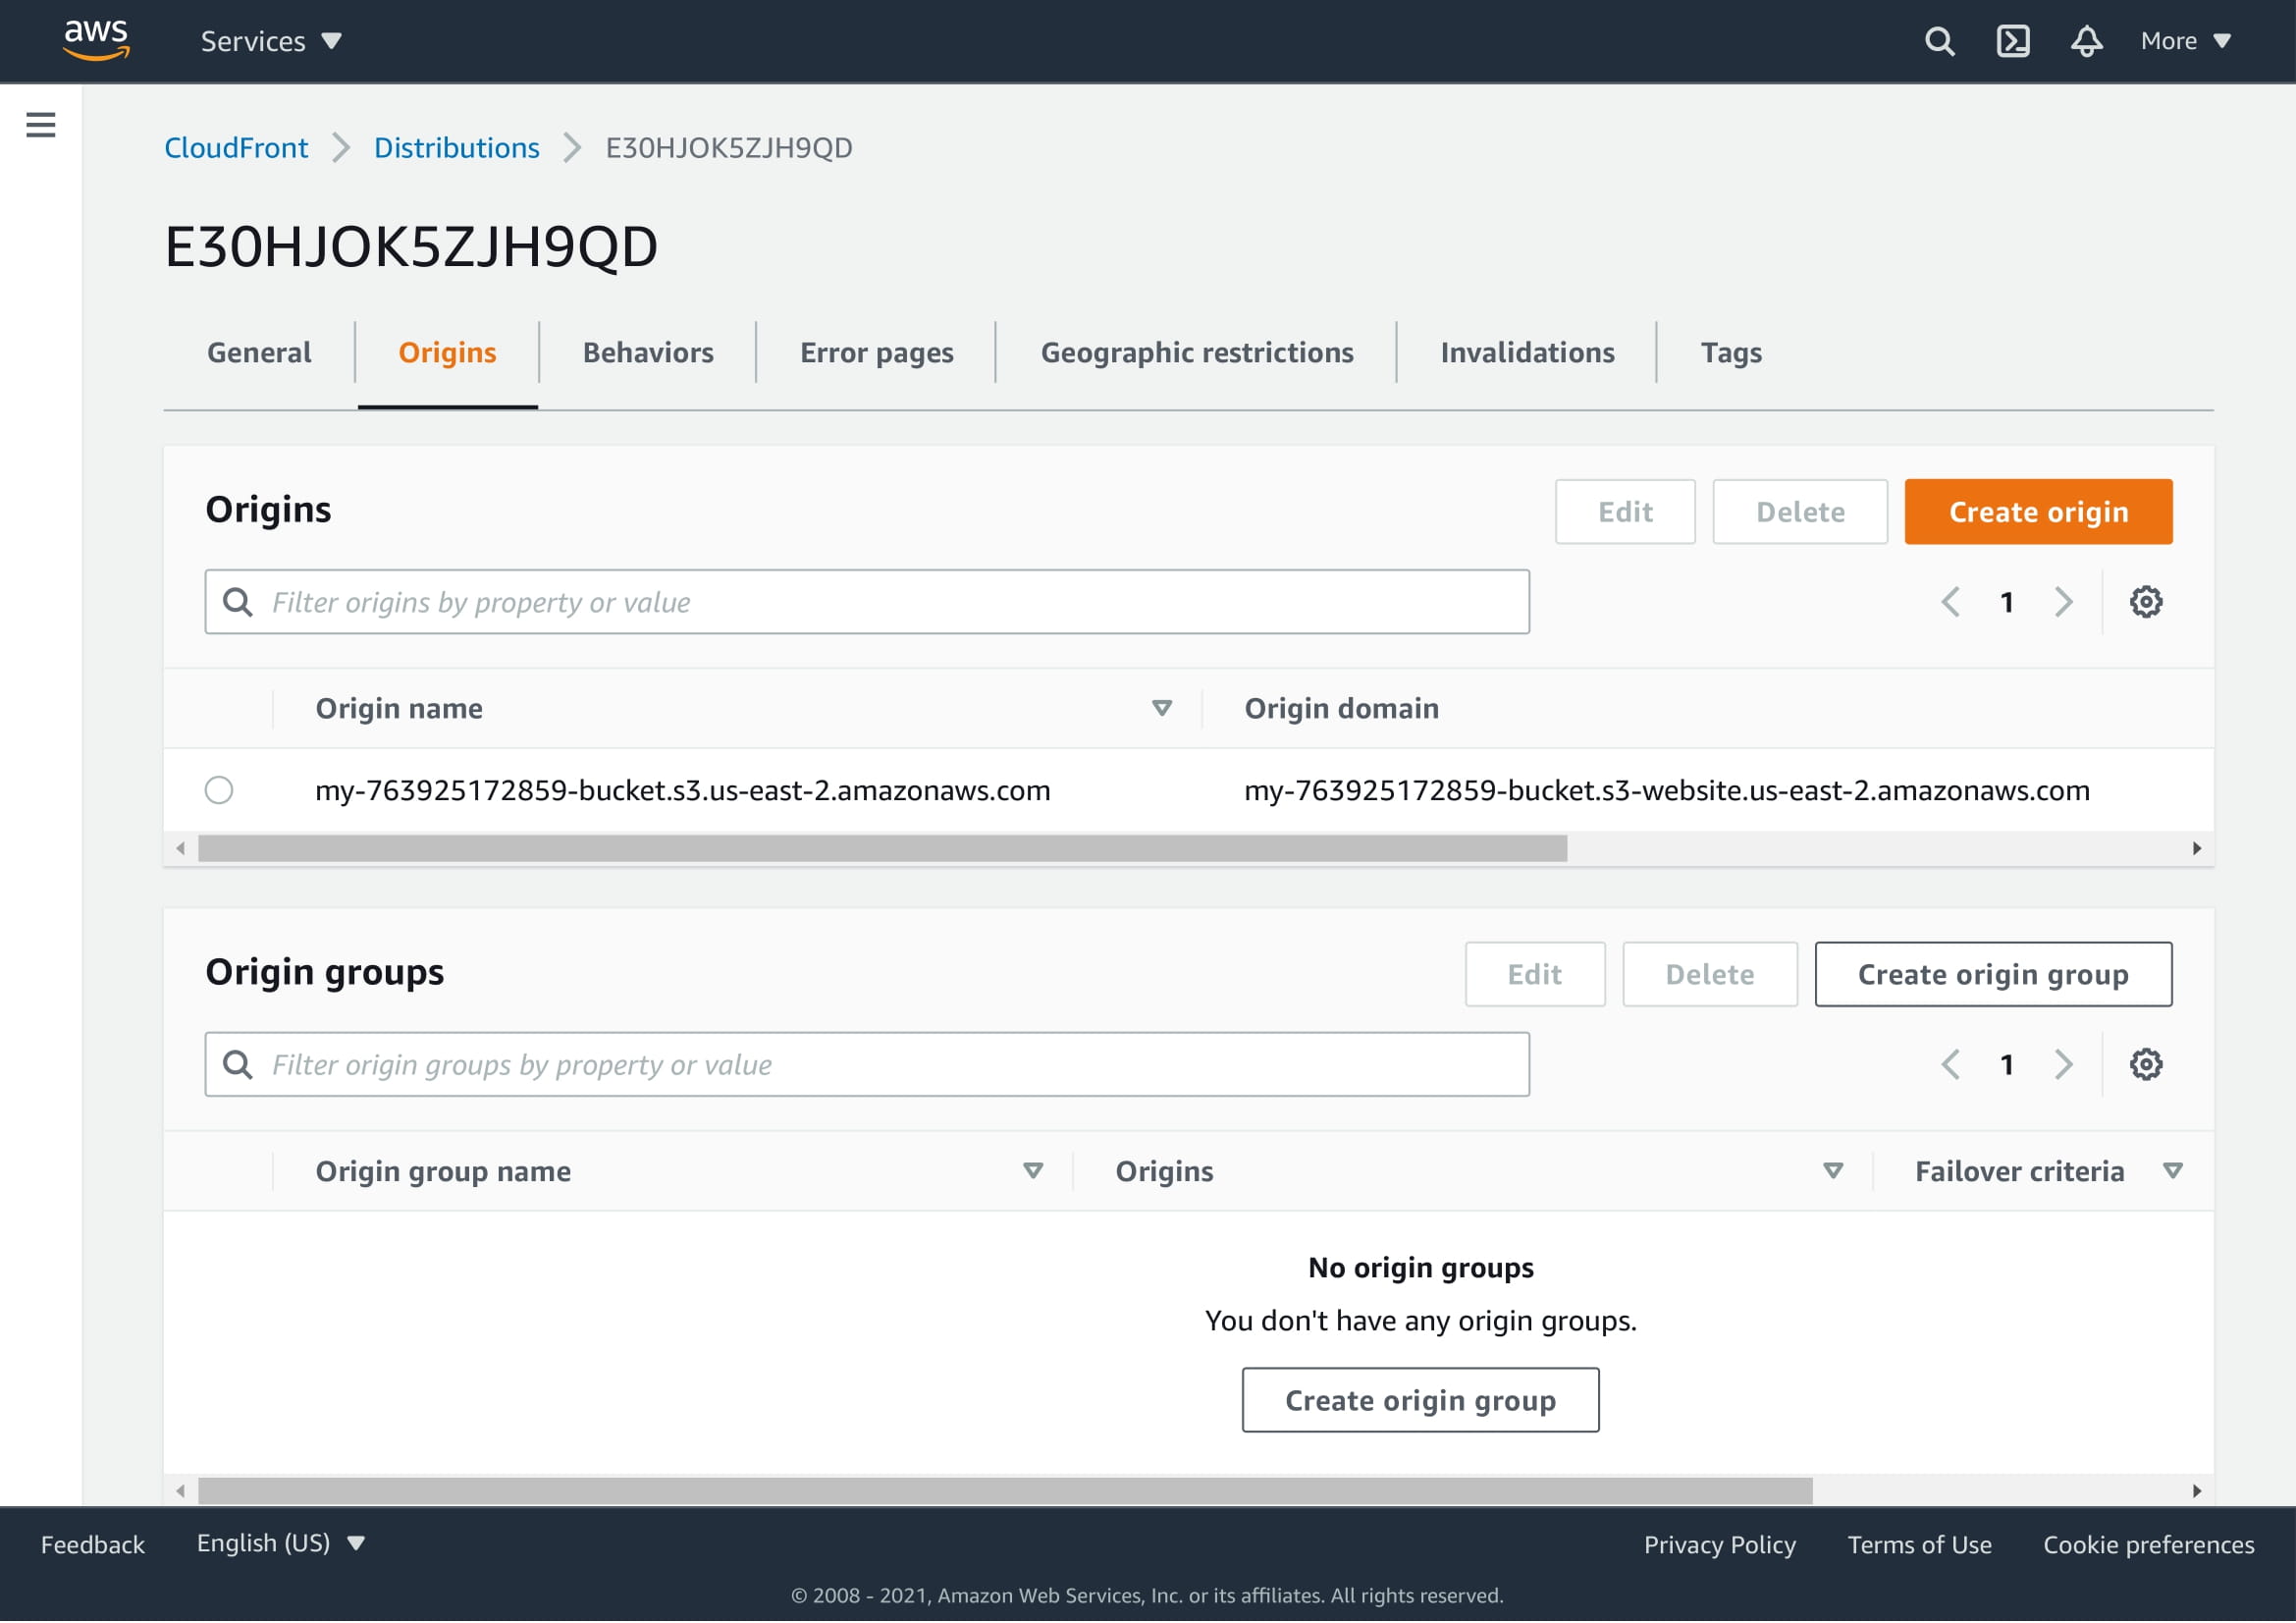 aws Services More
CloudFront Distributions E30HJOK5ZJH9QD
E30HJOK5ZJH9QD
General Origins Behaviors Error pages Geographic restrictions Invalidations Tags
Origins Edit Delete Create origin
Filter origins by property or value 1
Origin name Origin domain
my-763925172859-bucket.s3.us-east-2.amazonaws.com my-763925172859-bucket.s3-website.us-east-2.amazonaws.com
Origin groups Edit Delete Create origin group
Filter origin groups by property or value 1
Origin group name Origins Failover criteria
No origin groups
You don't have any origin groups.
Create origin group
Feedback English (US) Privacy Policy Terms of Use Cookie preferences
© 2008 - 2021, Amazon Web Services, Inc. or its affiliates. All rights reserved.